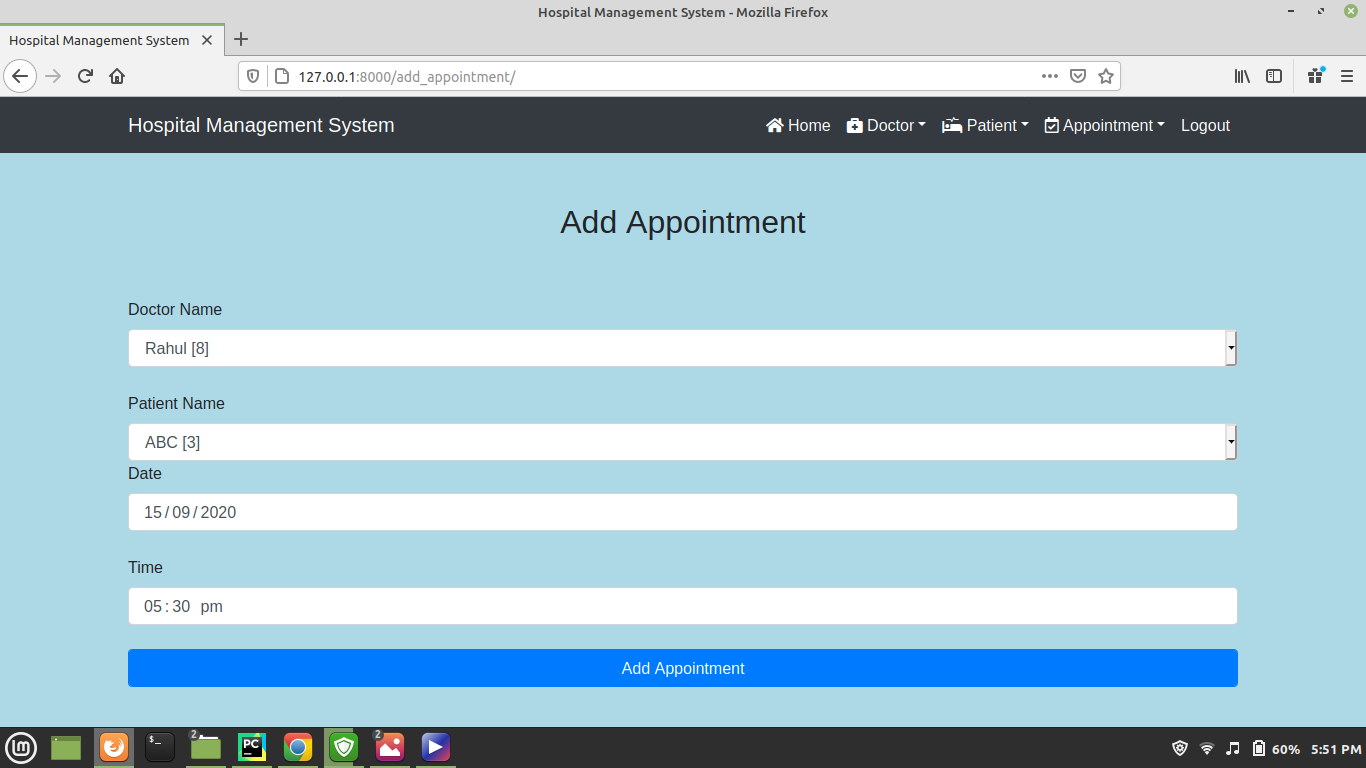 Hospital Management System - Mozilla Firefox
Hospital Management System
127.0.0.1:8000/add_appointment/
Hospital Management System Home Doctor Patient Appointment Logout
Add Appointment
Doctor Name
Rahul [8]
Patient Name
ABC [3]
Date
15/09/2020
Time
05:30 pm
Add Appointment
lm $_ 2 PC 2 60% 5:51 PM